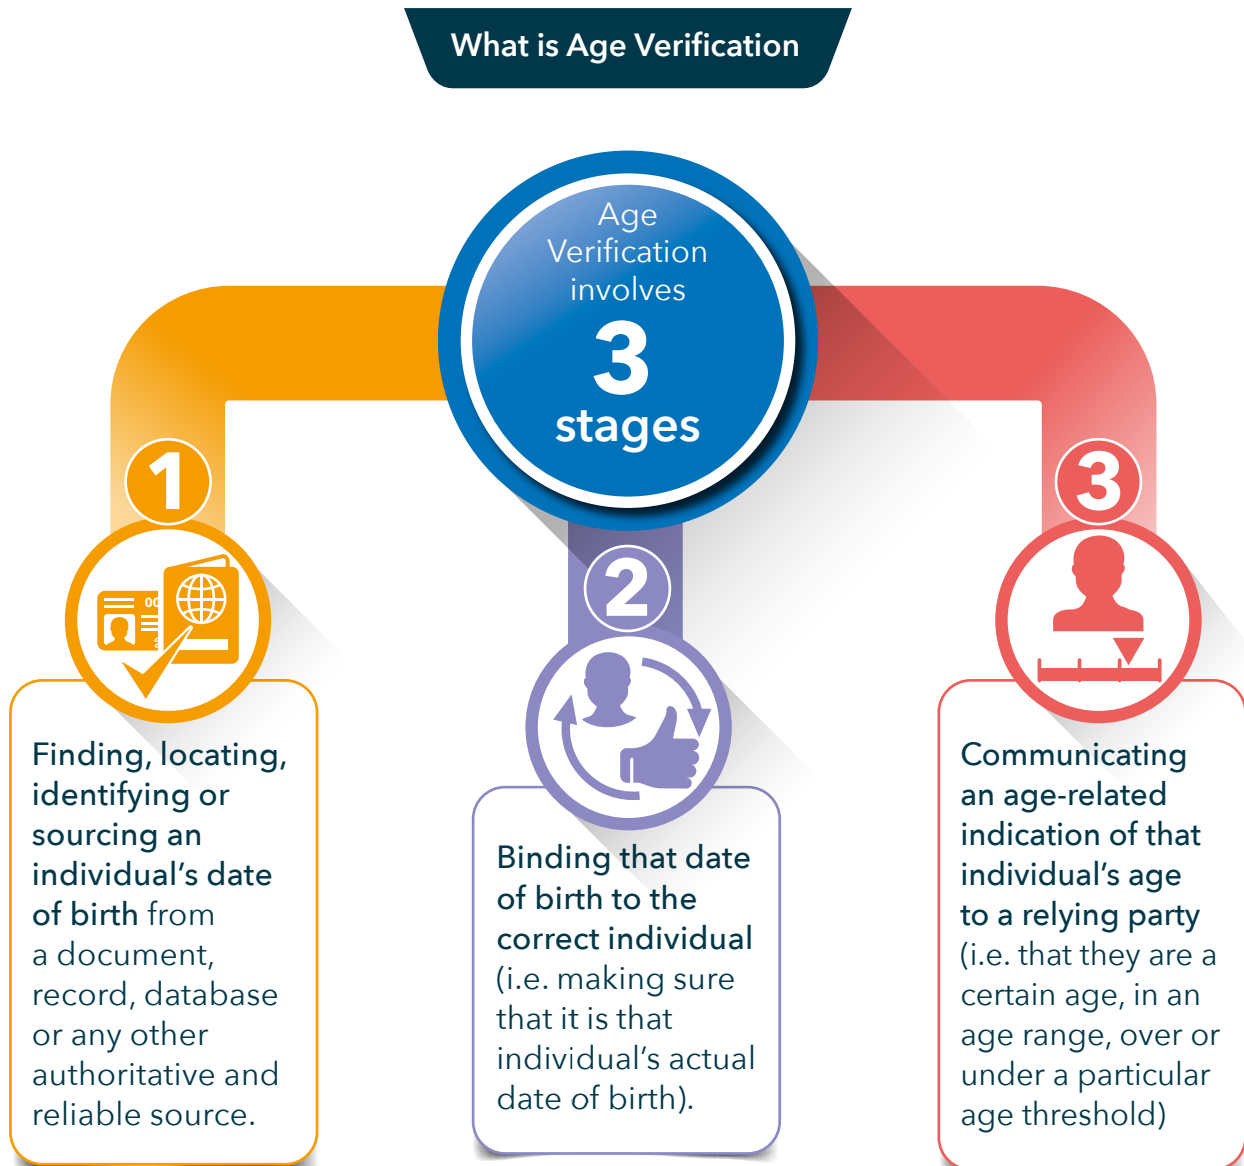 What is Age Verification
Age
Verification
involves
3
stages
1
00
Finding, locating,
identifying or
sourcing an
individual’s date
of birth from
a document,
record, database
or any other
authoritative and
reliable source.
2
Binding that date
of birth to the
correct individual
(i.e. making sure
that it is that
individual’s actual
date of birth).
3
Communicating
an age-related
indication of that
individual’s age
to a relying party
(i.e. that they are a
certain age, in an
age range, over or
under a particular
age threshold)